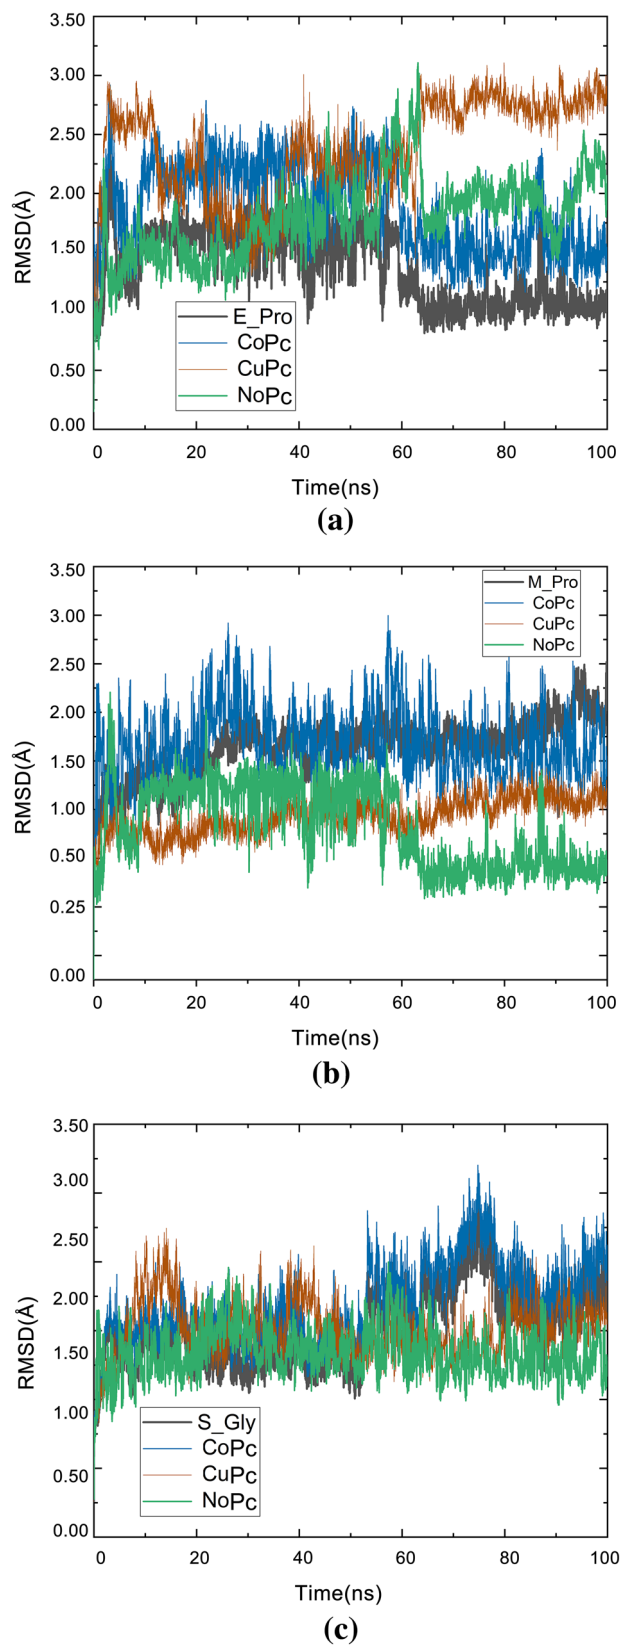 3.50
3.00
2.50
2.00
1.50
1.00
0.50
0.00
RMSD(Å)
E_Pro
CoPc
CuPc
NoPc
0 20 40 60 80 100
Time(ns)
(a)
3.50
3.00
2.50
2.00
1.50
1.00
0.50
0.25
0.00
RMSD(Å)
M_Pro
CoPc
CuPc
NoPc
0 20 40 60 80 100
Time(ns)
(b)
3.50
3.00
2.50
2.00
1.50
1.00
0.50
0.00
RMSD(Å)
S_Gly
CoPc
CuPc
NoPc
0 20 40 60 80 100
Time(ns)
(c)